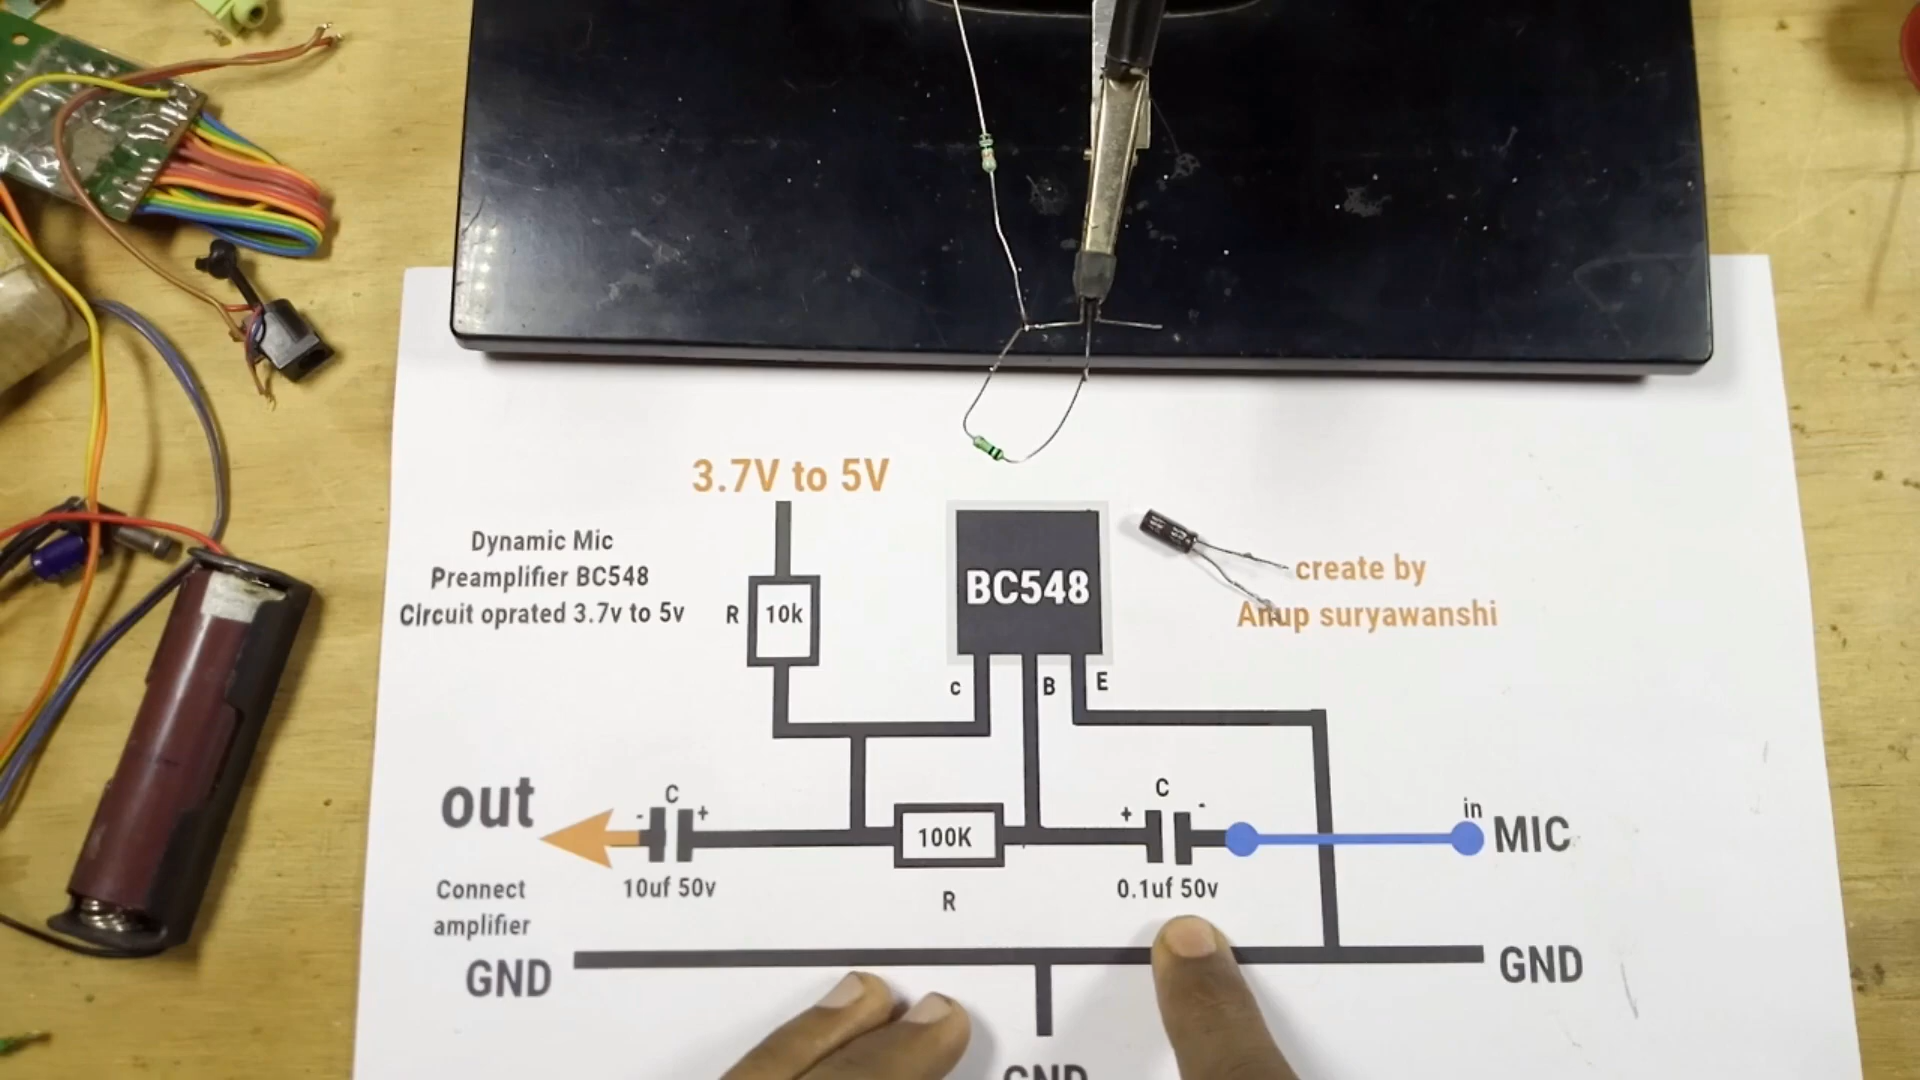 3.7V to 5V
Dynamic Mic
Preamplifier BC548
Circuit oprated 3.7v to 5v
R
10k
BC548
create by
Anup suryawanshi
c
B
E
out
- C +
+ C -
in
MIC
100K
10uf 50v
R
0.1uf 50v
Connect
amplifier
GND
GND
GND